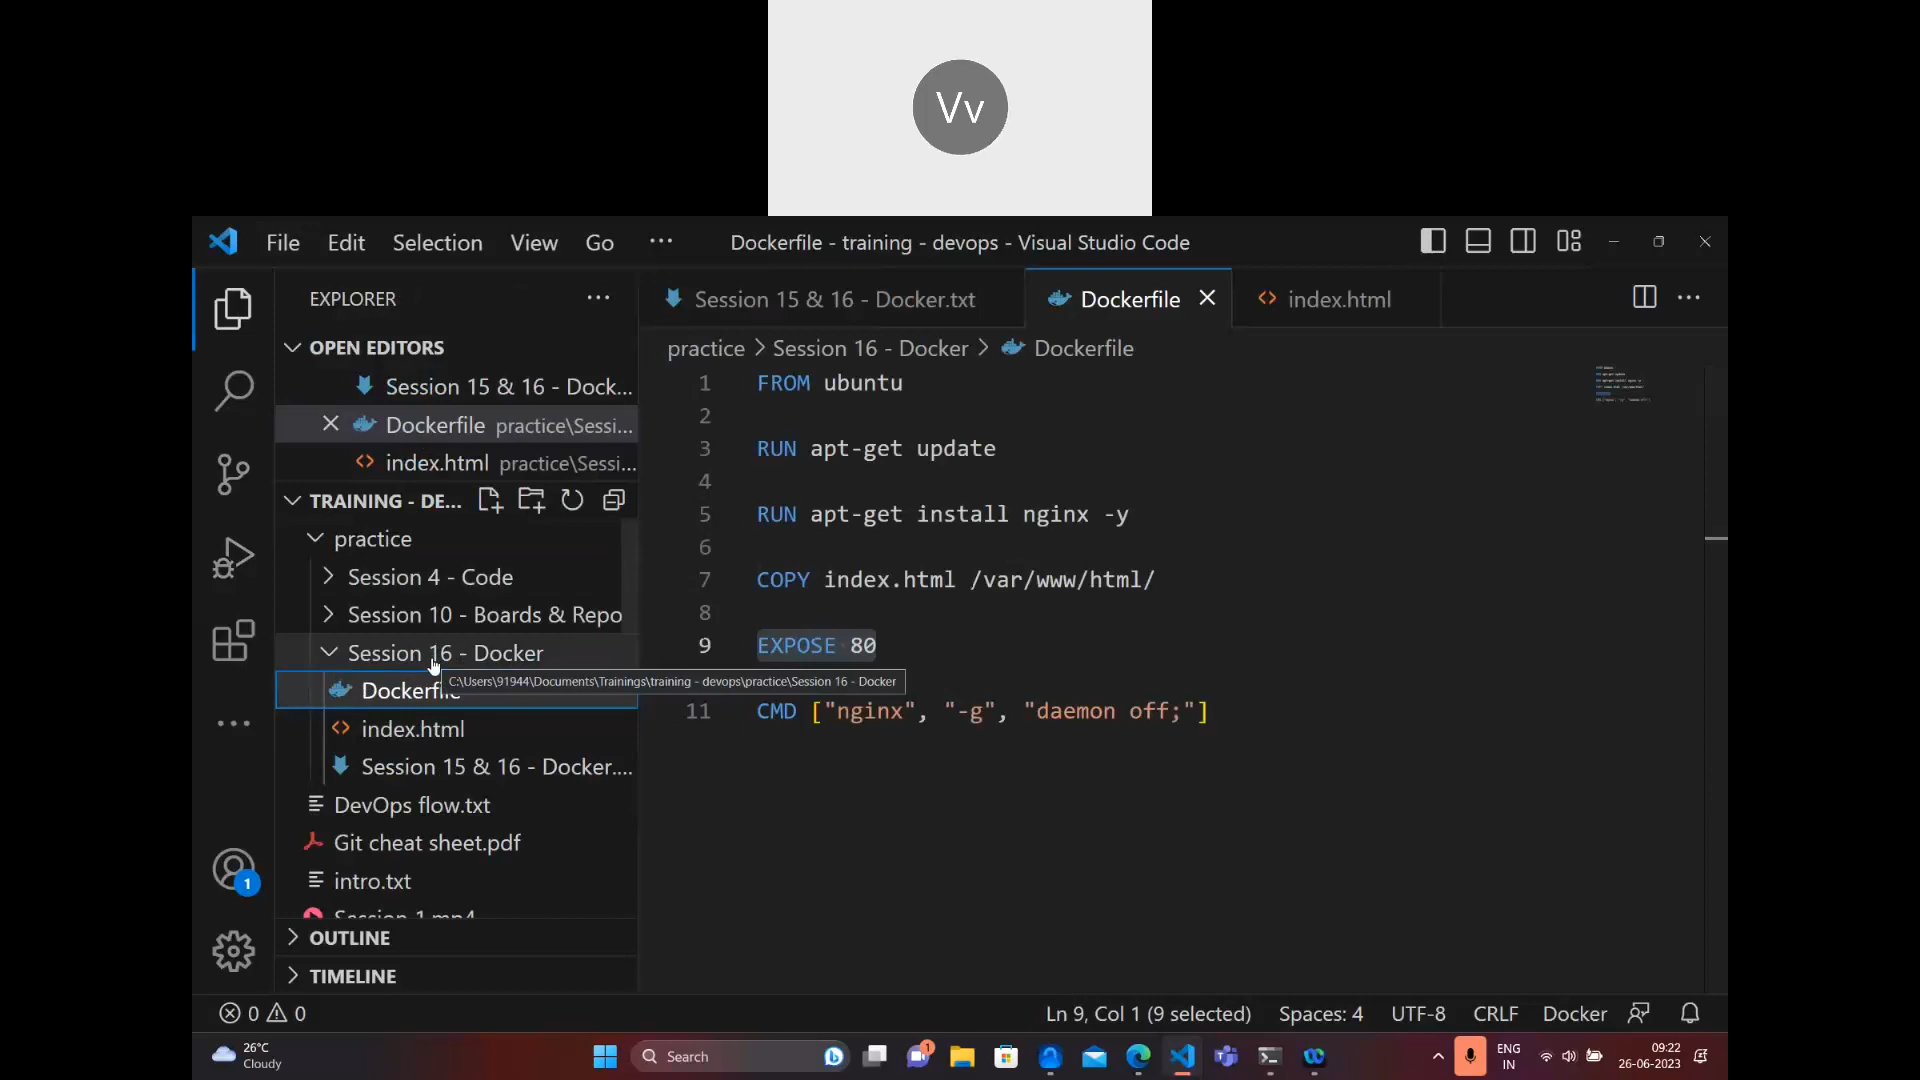 Vv
File Edit Selection View Go ··· Dockerfile - training - devops - Visual Studio Code
EXPLORER ···
Session 15 & 16 - Docker.txt Dockerfile index.html ···
OPEN EDITORS
practice > Session 16 - Docker > Dockerfile
Session 15 & 16 - Dock...
Dockerfile practice\Sessi...
index.html practice\Sessi...
TRAINING - DE...
practice
Session 4 - Code
Session 10 - Boards & Repo
Session 16 - Docker
Dockerfile
index.html
Session 15 & 16 - Docker....
DevOps flow.txt
Git cheat sheet.pdf
intro.txt
Session 1.mp4
OUTLINE
TIMELINE
1 FROM ubuntu
2
3 RUN apt-get update
4
5 RUN apt-get install nginx -y
6
7 COPY index.html /var/www/html/
8
9 EXPOSE 80
C:\Users\91944\Documents\Trainings\training - devops\practice\Session 16 - Docker
11 CMD ["nginx", "-g", "daemon off;"]
1
0 0 Ln 9, Col 1 (9 selected) Spaces: 4 UTF-8 CRLF Docker
26°C
Cloudy
Search
1
ENG
IN
09:22
26-06-2023